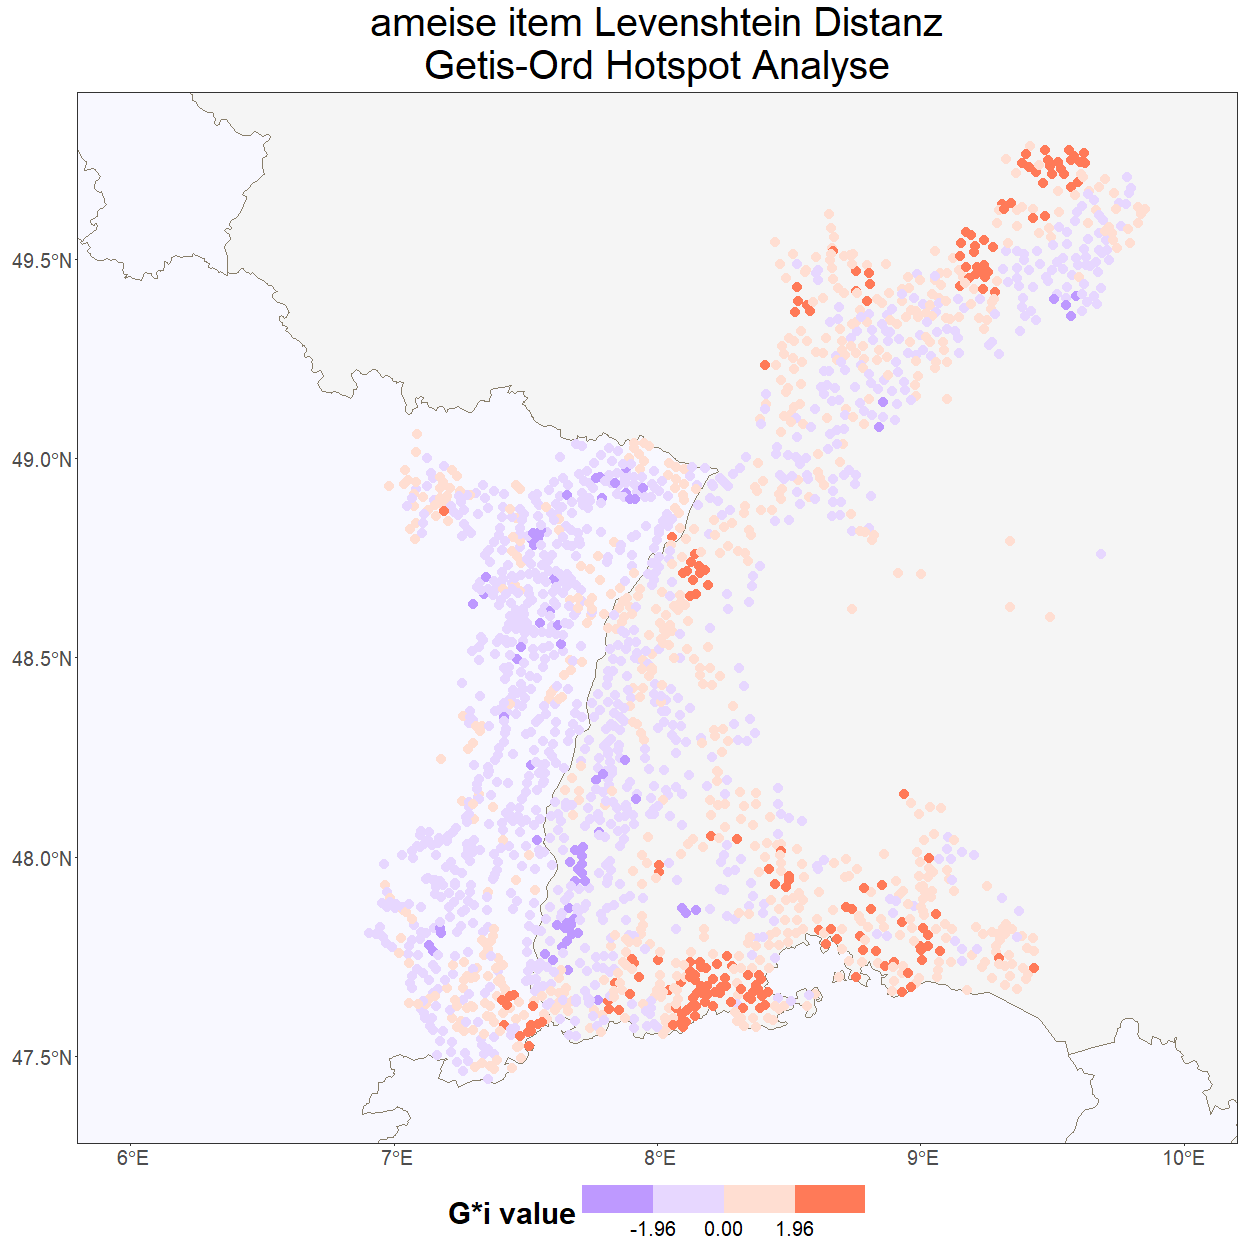 ameise item Levenshtein Distanz
Getis-Ord Hotspot Analyse
49.5°N
49.0°N
48.5°N
48.0°N
47.5°N
6°E 7°E 8°E 9°E 10°E
G*i value
-1.96 0.00 1.96